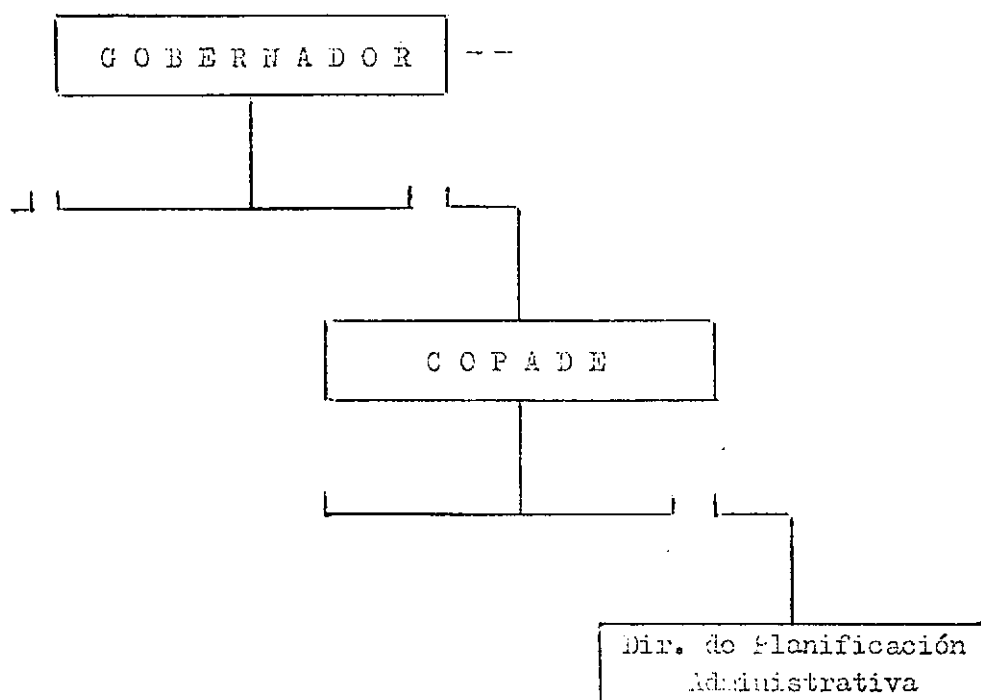 G O B E R N A D O R
C O P A D E
Dir. de Planificación
Administrativa